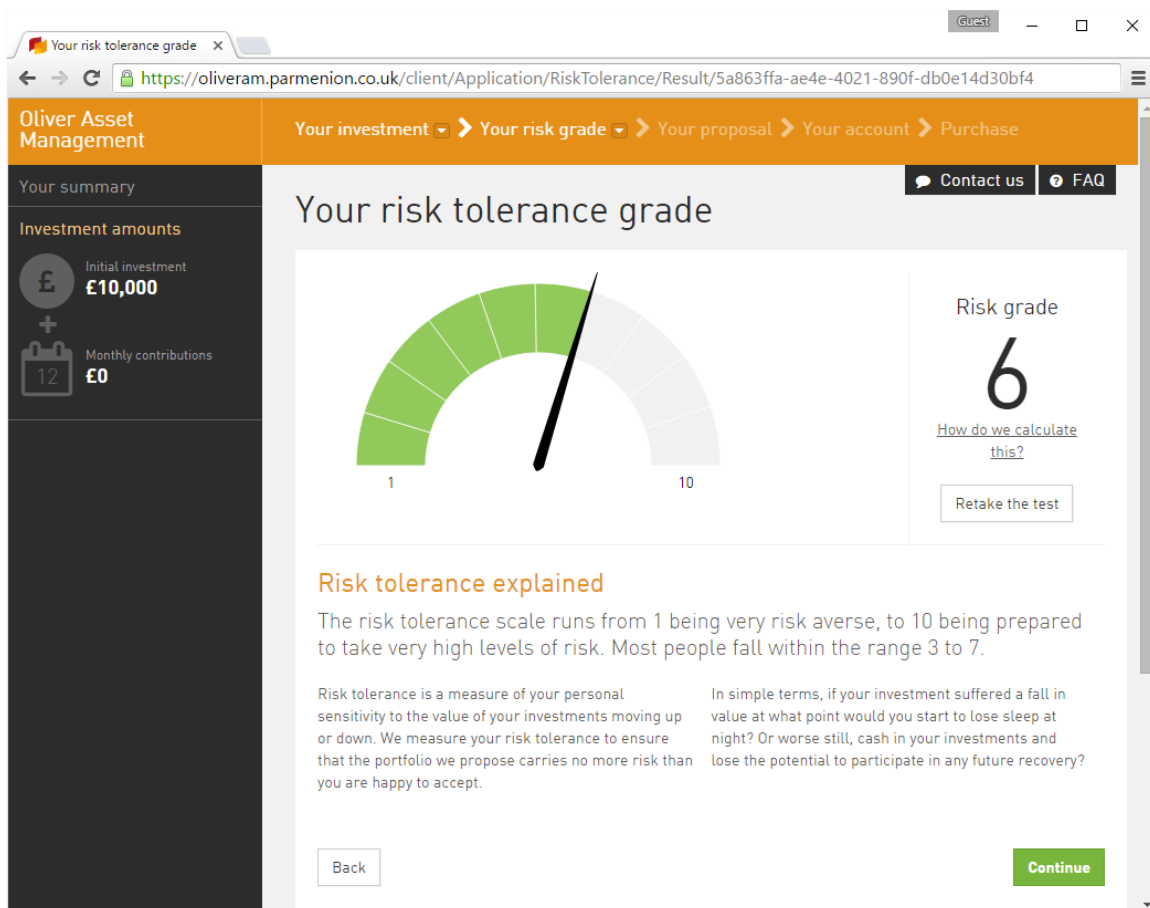 Guest
Your risk tolerance grade
https://oliveram.parmenion.co.uk/client/Application/RiskTolerance/Result/5a863ffa-ae4e-4021-890f-db0e14d30bf4
Oliver Asset
Management
Your investment Your risk grade Your proposal Your account Purchase
Contact us FAQ
Your summary
Investment amounts
£
Initial investment
£10,000
+
12
Monthly contributions
£0
Your risk tolerance grade
1
10
Risk grade
6
How do we calculate
this?
Retake the test
Risk tolerance explained
The risk tolerance scale runs from 1 being very risk averse, to 10 being prepared
to take very high levels of risk. Most people fall within the range 3 to 7.
Risk tolerance is a measure of your personal
sensitivity to the value of your investments moving up
or down. We measure your risk tolerance to ensure
that the portfolio we propose carries no more risk than
you are happy to accept.
In simple terms, if your investment suffered a fall in
value at what point would you start to lose sleep at
night? Or worse still, cash in your investments and
lose the potential to participate in any future recovery?
Back
Continue